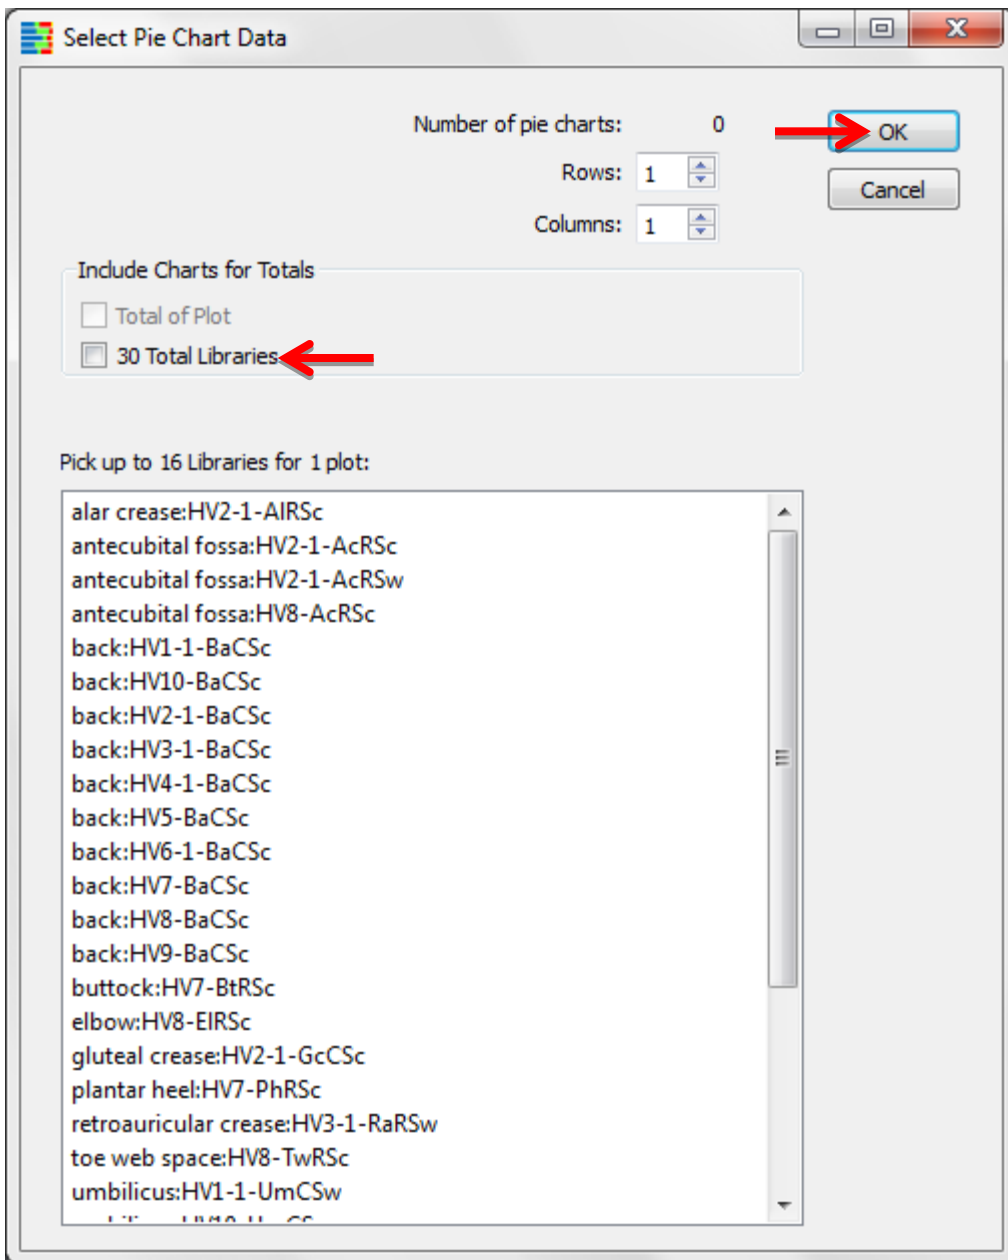 Select Pie Chart Data
Number of pie charts: 0
OK
Rows: 1
Cancel
Columns: 1
Include Charts for Totals
Total of Plot
30 Total Libraries
Pick up to 16 Libraries for 1 plot:
alar crease:HV2-1-AlRSc
antecubital fossa:HV2-1-AcRSc
antecubital fossa:HV2-1-AcRSw
antecubital fossa:HV8-AcRSc
back:HV1-1-BaCSc
back:HV10-BaCSc
back:HV2-1-BaCSc
back:HV3-1-BaCSc
back:HV4-1-BaCSc
back:HV5-BaCSc
back:HV6-1-BaCSc
back:HV7-BaCSc
back:HV8-BaCSc
back:HV9-BaCSc
buttock:HV7-BtRSc
elbow:HV8-ElRSc
gluteal crease:HV2-1-GcCSc
plantar heel:HV7-PhRSc
retroauricular crease:HV3-1-RaRSw
toe web space:HV8-TwRSc
umbilicus:HV1-1-UmCSw